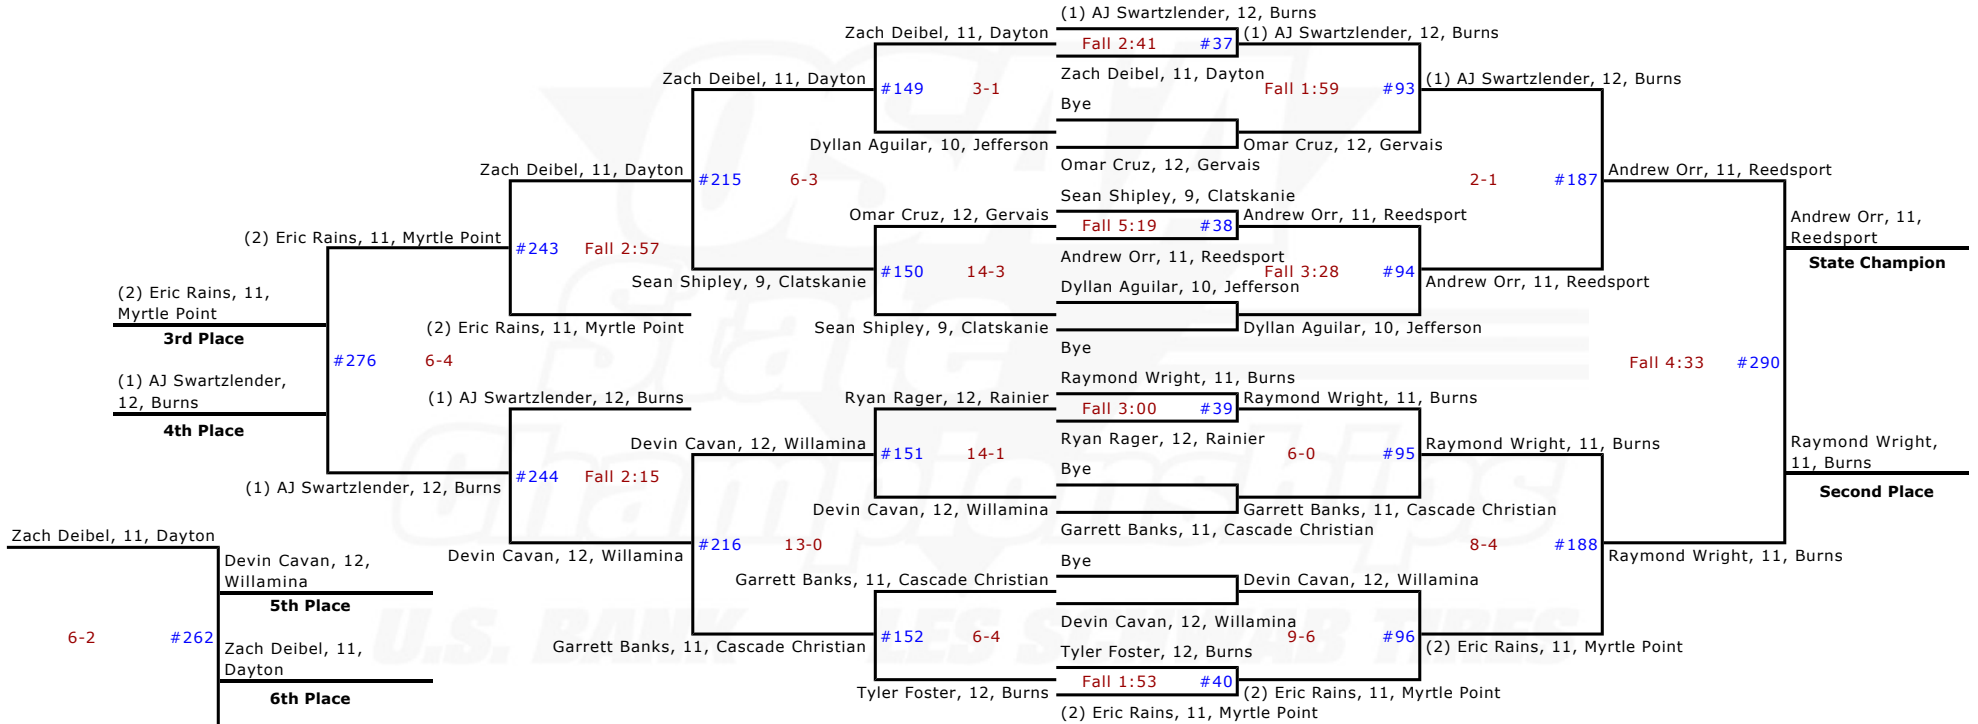 (1) AJ Swartzlender, 12, Burns
Zach Deibel, 11, Dayton
Fall 2:41 #37
(1) AJ Swartzlender, 12, Burns
Zach Deibel, 11, Dayton
Zach Deibel, 11, Dayton
(1) AJ Swartzlender, 12, Burns
#149 3-1
Fall 1:59 #93
Bye
Dyllan Aguilar, 10, Jefferson
Omar Cruz, 12, Gervais
Omar Cruz, 12, Gervais
Zach Deibel, 11, Dayton
#215 6-3
2-1 #187
Andrew Orr, 11, Reedsport
Sean Shipley, 9, Clatskanie
Omar Cruz, 12, Gervais
Fall 5:19 #38
Andrew Orr, 11, Reedsport
Andrew Orr, 11,
Reedsport
State Champion
(2) Eric Rains, 11, Myrtle Point
#243 Fall 2:57
Andrew Orr, 11, Reedsport
#150 14-3
Fall 3:28 #94
Sean Shipley, 9, Clatskanie
Andrew Orr, 11, Reedsport
Dyllan Aguilar, 10, Jefferson
(2) Eric Rains, 11,
Myrtle Point
3rd Place
(2) Eric Rains, 11, Myrtle Point
Sean Shipley, 9, Clatskanie
Dyllan Aguilar, 10, Jefferson
Bye
#276 6-4
Fall 4:33 #290
(1) AJ Swartzlender,
12, Burns
4th Place
(1) AJ Swartzlender, 12, Burns
Raymond Wright, 11, Burns
Ryan Rager, 12, Rainier
Fall 3:00 #39
Raymond Wright, 11, Burns
Ryan Rager, 12, Rainier
Devin Cavan, 12, Willamina
#151 14-1
6-0 #95
Raymond Wright, 11, Burns
Raymond Wright,
11, Burns
Second Place
Bye
#244 Fall 2:15
(1) AJ Swartzlender, 12, Burns
Devin Cavan, 12, Willamina
Garrett Banks, 11, Cascade Christian
Garrett Banks, 11, Cascade Christian
Zach Deibel, 11, Dayton
Devin Cavan, 12, Willamina
#216 13-0
8-4 #188
Raymond Wright, 11, Burns
Devin Cavan, 12,
Willamina
5th Place
Bye
Garrett Banks, 11, Cascade Christian
Devin Cavan, 12, Willamina
Devin Cavan, 12, Willamina
6-2 #262
#152 6-4
9-6 #96
Garrett Banks, 11, Cascade Christian
(2) Eric Rains, 11, Myrtle Point
Zach Deibel, 11,
Dayton
6th Place
Tyler Foster, 12, Burns
Tyler Foster, 12, Burns
Fall 1:53 #40
(2) Eric Rains, 11, Myrtle Point
(2) Eric Rains, 11, Myrtle Point
OSAA
State
Championships
U.S. BANK LES SCHWAB TIRES